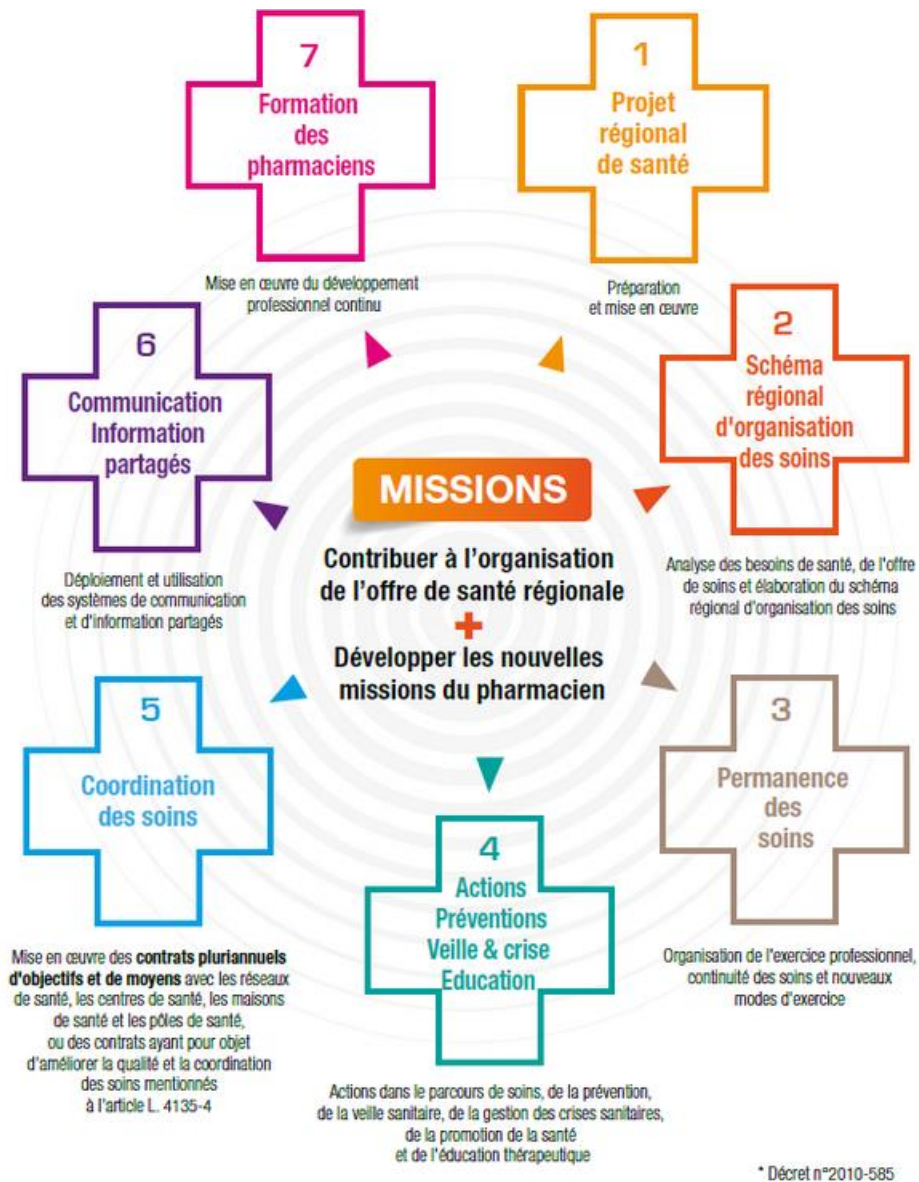 7
Formation
des
pharmaciens
Mise en œuvre du développement
professionnel continu
1
Projet
régional
de santé
Préparation
et mise en œuvre
6
Communication
Information
partagés
Déploiement et utilisation
des systèmes de communication
et d'information partagés
2
Schéma
régional
d'organisation
des soins
Analyse des besoins de santé, de l'offre
de soins et élaboration du schéma
régional d'organisation des soins
MISSIONS
Contribuer à l'organisation
de l'offre de santé régionale
+
Développer les nouvelles
missions du pharmacien
5
Coordination
des soins
Mise en œuvre des contrats pluriannuels
d'objectifs et de moyens avec les réseaux
de santé, les centres de santé, les maisons
de santé et les pôles de santé,
ou des contrats ayant pour objet
d'améliorer la qualité et la coordination
des soins mentionnés
à l'article L. 4135-4
3
Permanence
des
soins
Organisation de l'exercice professionnel,
continuité des soins et nouveaux
modes d'exercice
4
Actions
Préventions
Veille & crise
Education
Actions dans le parcours de soins, de la prévention,
de la veille sanitaire, de la gestion des crises sanitaires,
de la promotion de la santé
et de l'éducation thérapeutique
* Décret n°2010-585